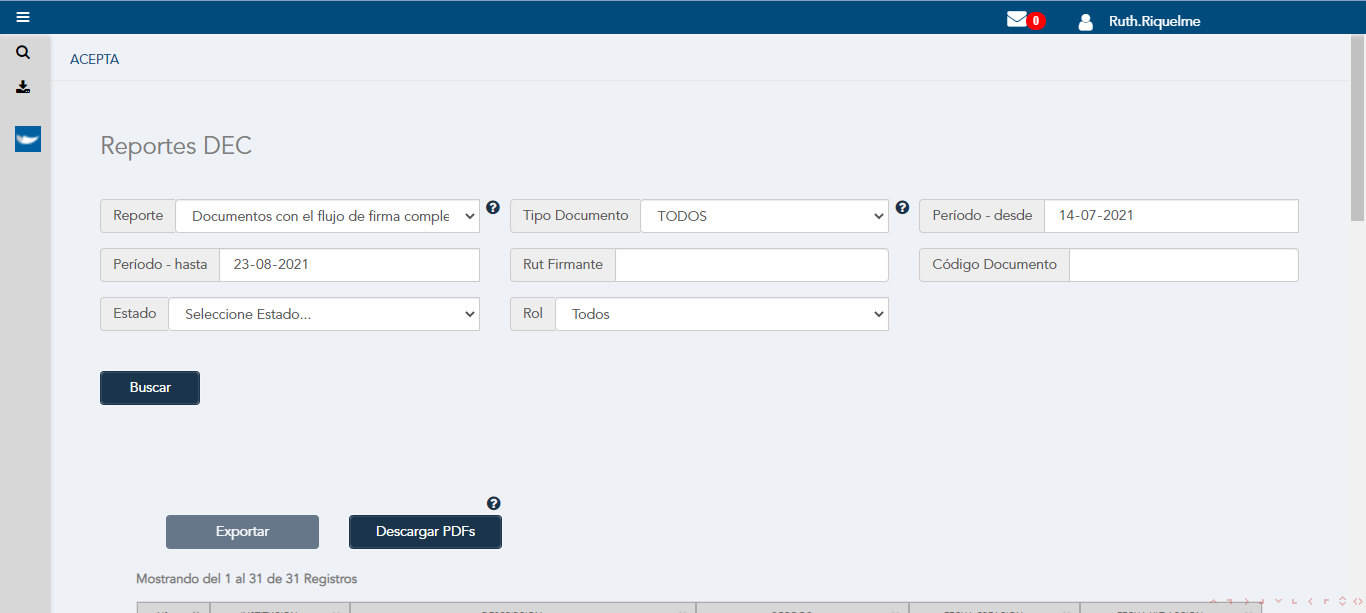 0 Ruth.Riquelme
ACEPTA
Reportes DEC
Reporte Documentos con el flujo de firma comple Tipo Documento TODOS Período - desde 14-07-2021
Período - hasta 23-08-2021 Rut Firmante Código Documento
Estado Seleccione Estado... Rol Todos
Buscar
Exportar Descargar PDFs
Mostrando del 1 al 31 de 31 Registros